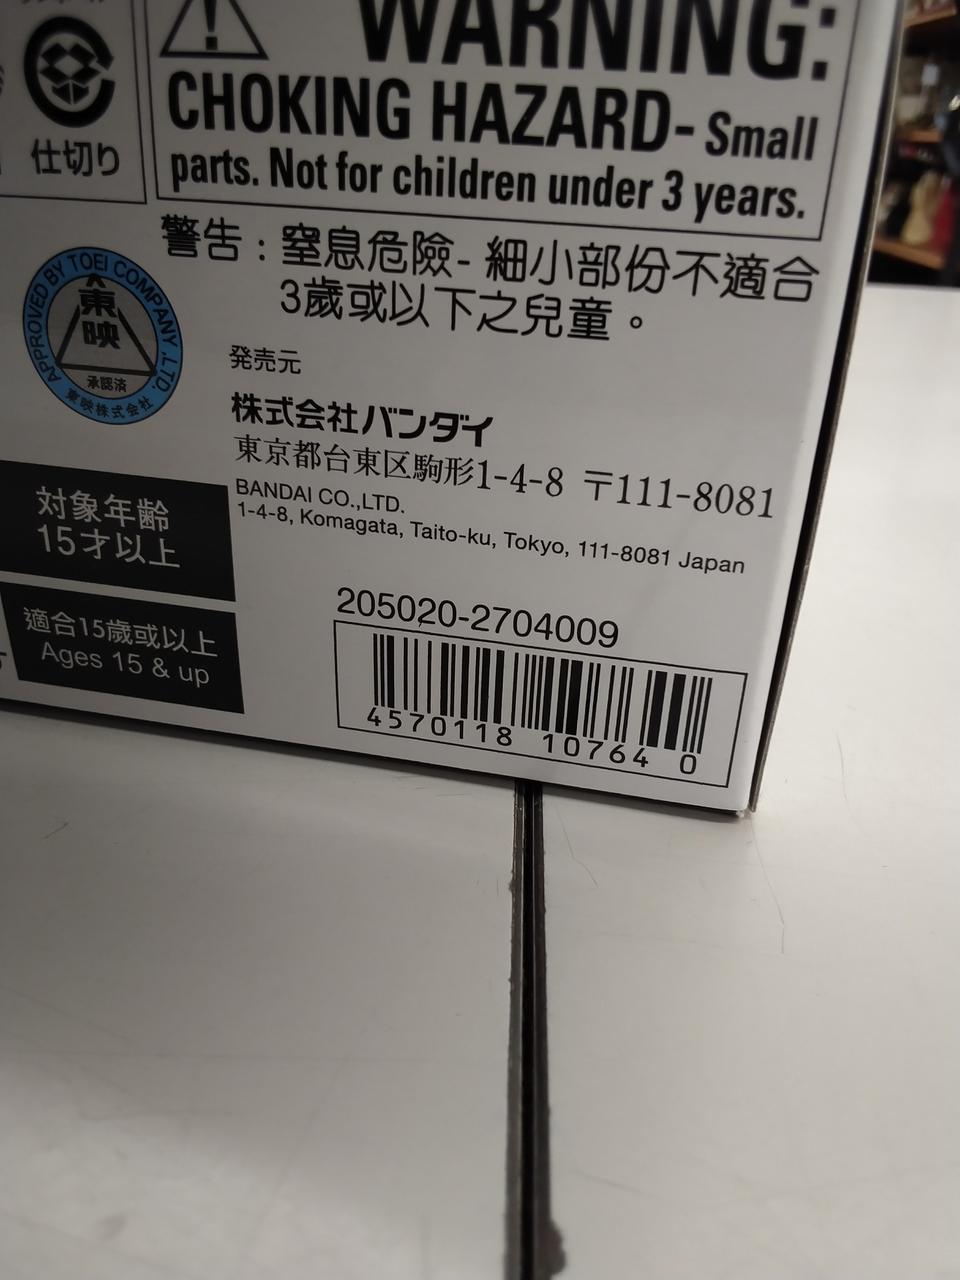 WARNING:
CHOKING HAZARD- Small
parts. Not for children under 3 years.
仕切り
警告：窒息危險- 細小部份不適合
3歲或以下之兒童。
APPROVED BY TOEI COMPANY, LTD.
東映
承認済
東映株式会社
発売元
株式会社バンダイ
東京都台東区駒形1-4-8 〒111-8081
BANDAI CO.,LTD.
1-4-8, Komagata, Taito-ku, Tokyo, 111-8081 Japan
対象年齢
15才以上
適合15歲或以上
Ages 15 & up
205020-2704009
4570118 10764 0